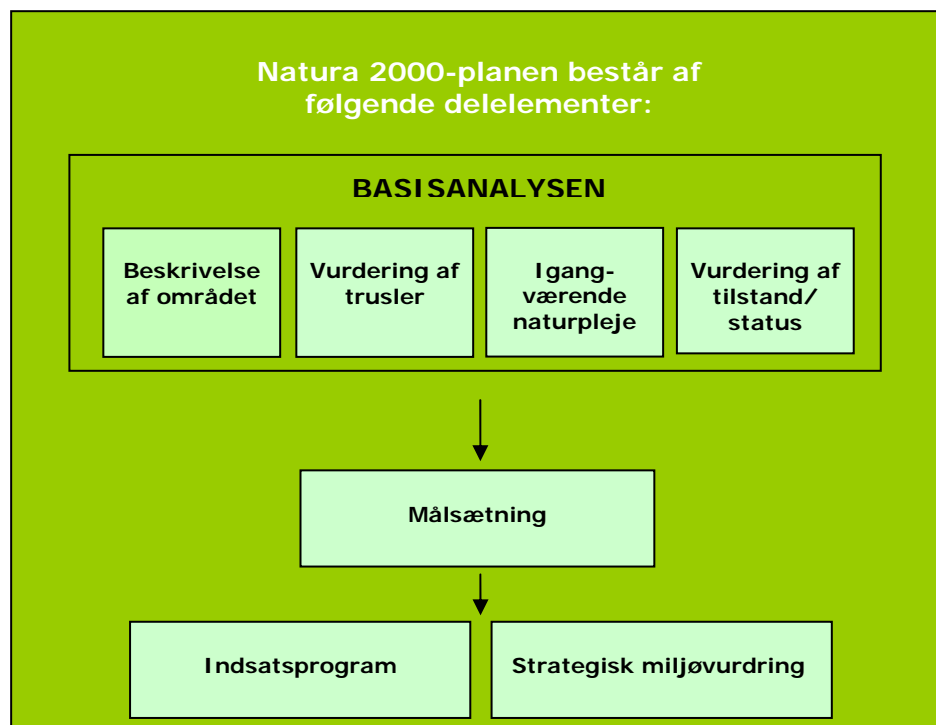 Natura 2000-planen består af
følgende delelementer:
BASISANALYSEN
Beskrivelse
af området
Vurdering af
trusler
Igang-
værende
naturpleje
Vurdering af
tilstand/
status
Målsætning
Indsatsprogram
Strategisk miljøvurdring